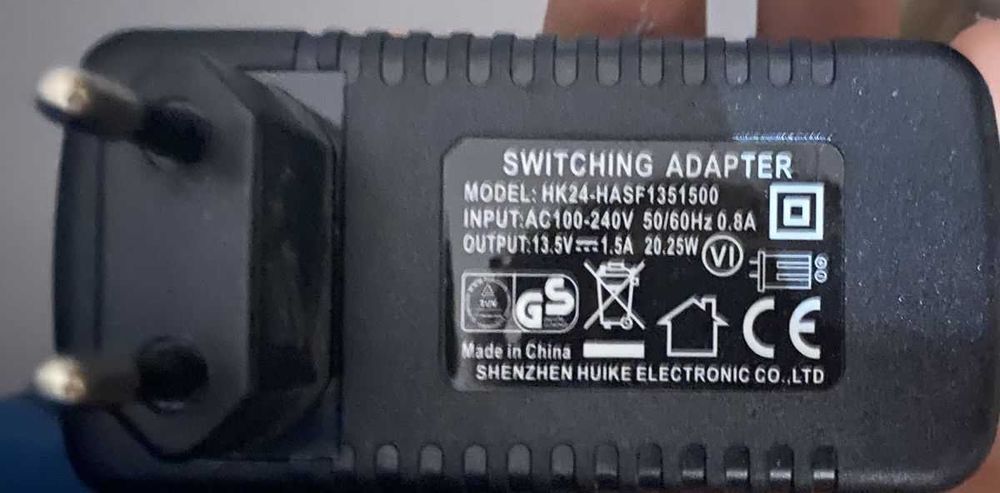 SWITCHING ADAPTER
MODEL: HK24-HASF1351500
INPUT:AC100-240V 50/60Hz 0.8A
OUTPUT:13.5V⎓1.5A 20.25W
VI
GS
CE
Made in China
SHENZHEN HUIKE ELECTRONIC CO.,LTD